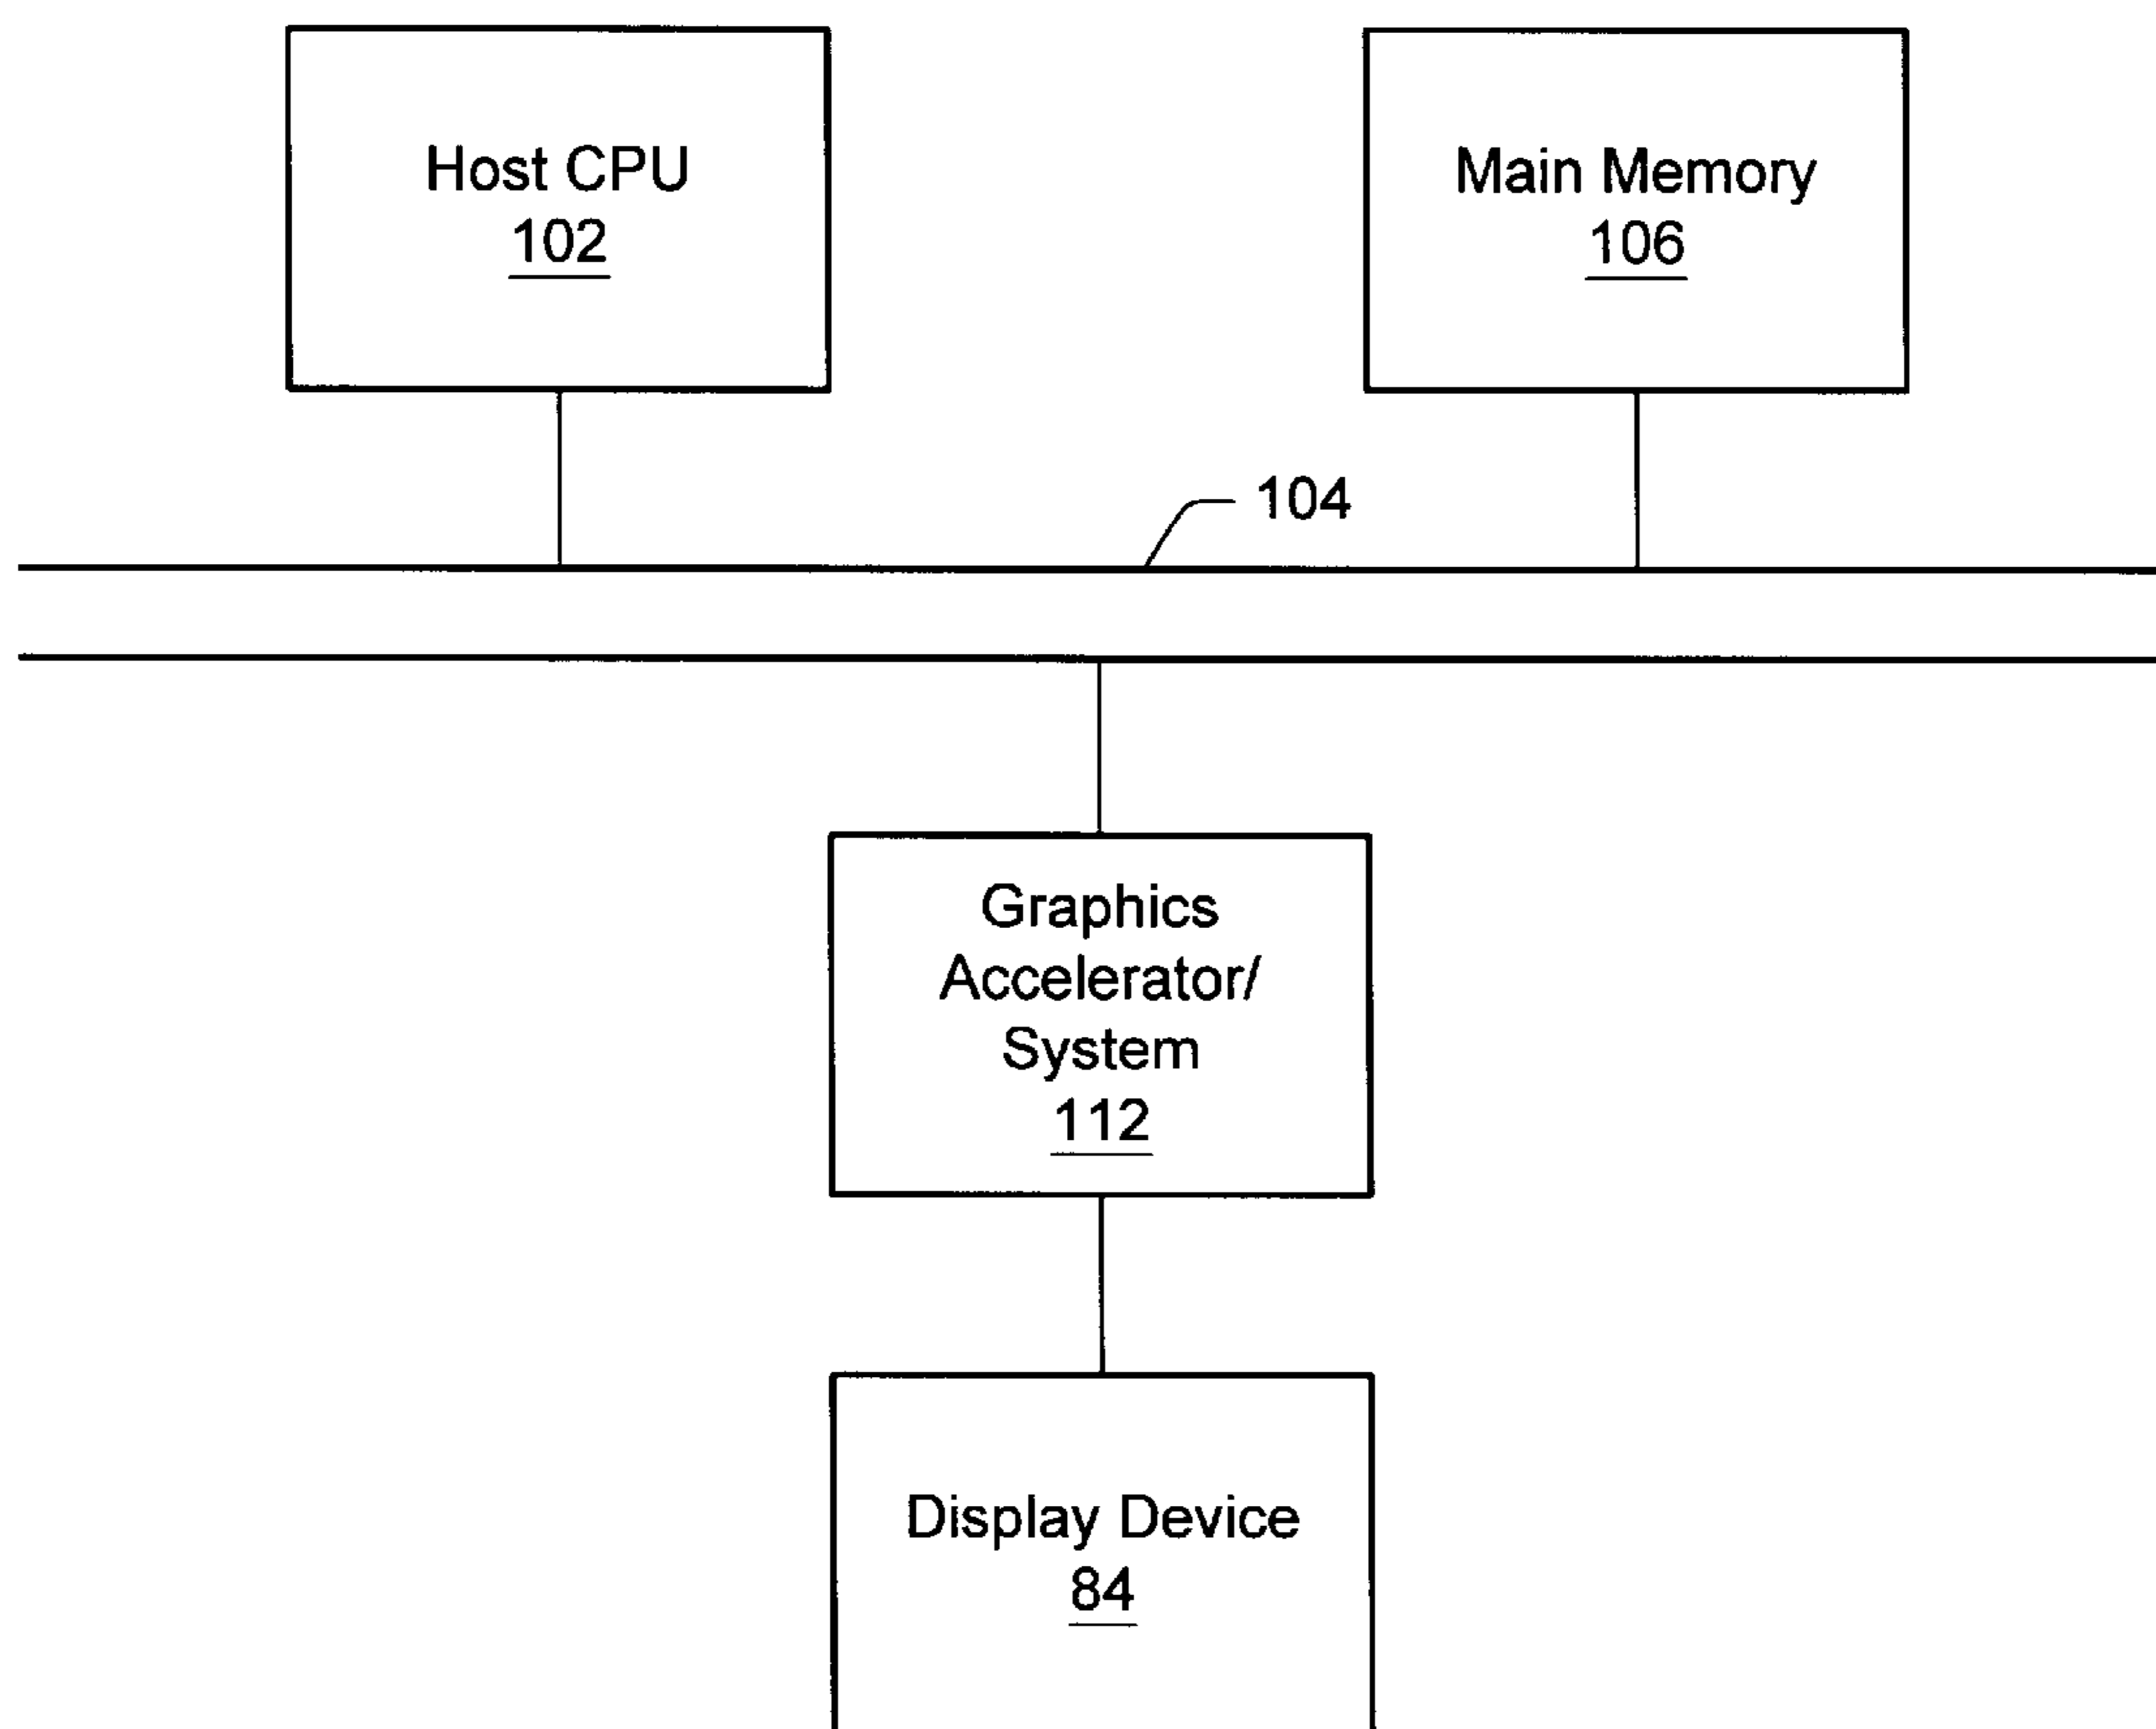 Host CPU
102
Main Memory
106
104
Graphics
Accelerator/
System
112
Display Device
84